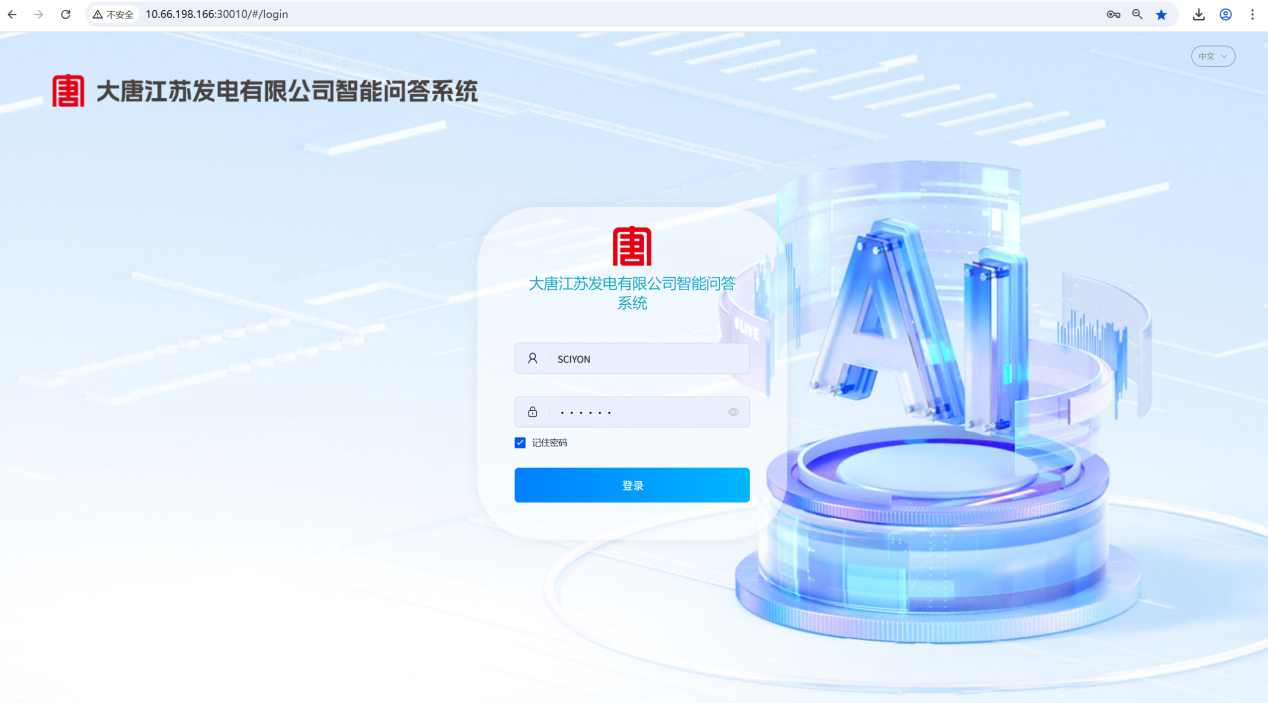 不安全
10.66.198.166:30010/#/login
中文
唐 大唐江苏发电有限公司智能问答系统
唐
大唐江苏发电有限公司智能问答
系统
LIVE
AI
SCIYON
••••••
记住密码
登录